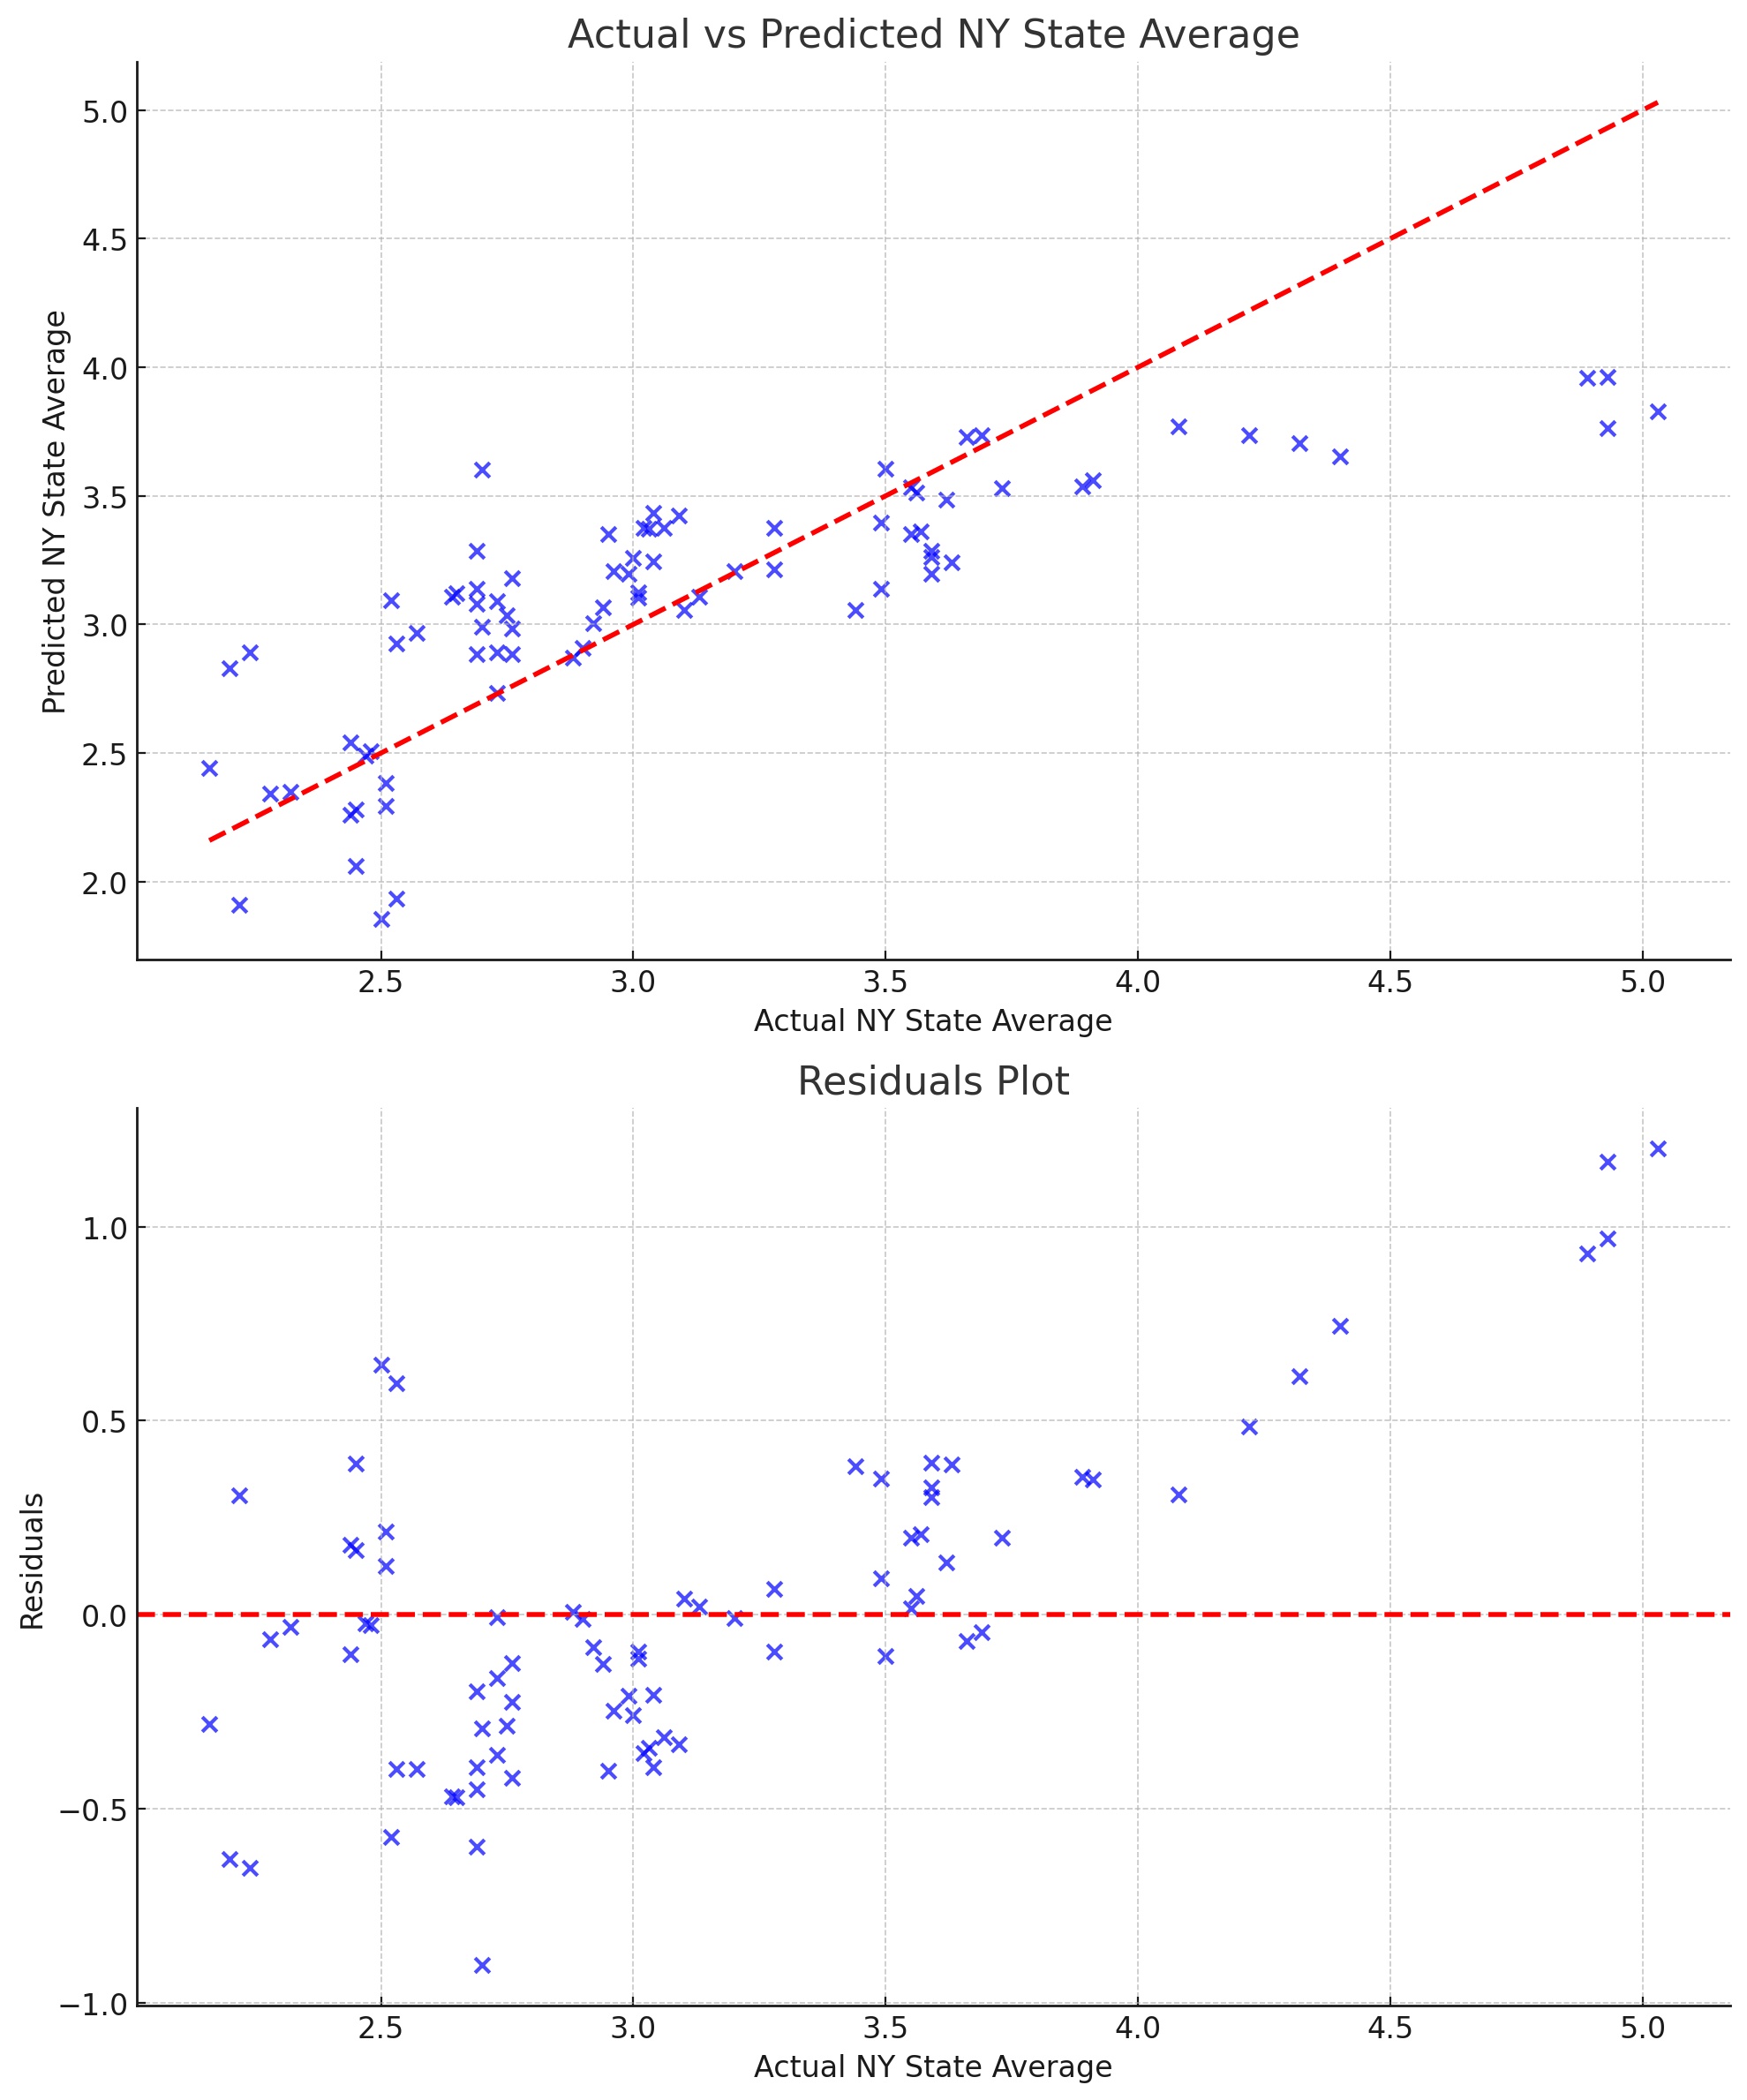 Actual vs Predicted NY State Average
5.0
4.5
4.0
3.5
3.0
2.5
2.0
Predicted NY State Average
2.5 3.0 3.5 4.0 4.5 5.0
Actual NY State Average
Residuals Plot
1.0
0.5
0.0
−0.5
−1.0
Residuals
2.5 3.0 3.5 4.0 4.5 5.0
Actual NY State Average